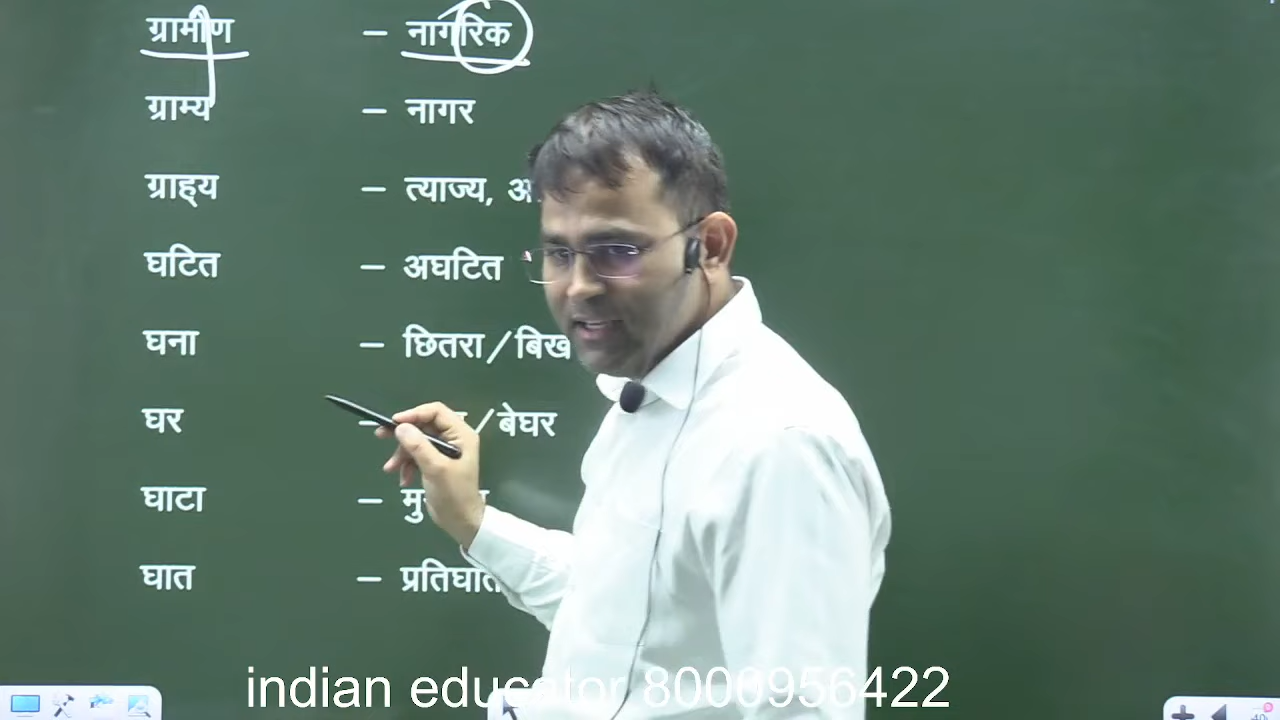 ग्रामीण – नागरिक
ग्राम्य – नागर
ग्राह्य – त्याज्य,
घटित – अघटित
घना – छितरा/
घर – /बेघर
घाटा –
घात – प्रतिघात
indian educator 8000956422